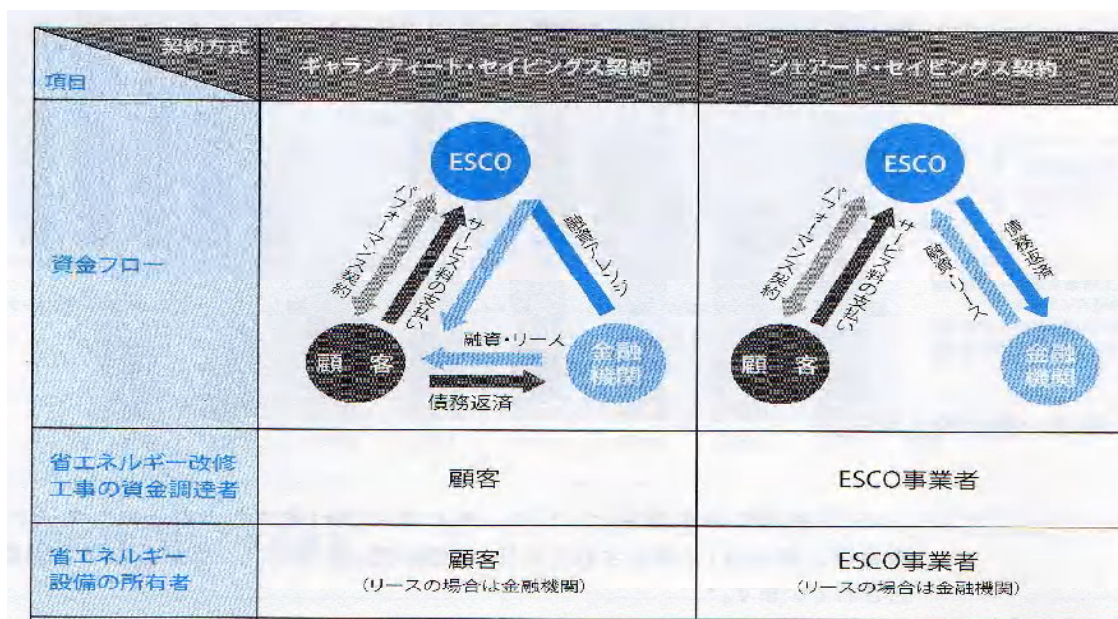 契約方式
項目
ギャランティード・セイビングス契約
シェアード・セイビングス契約
資金フロー
ESCO
パフォーマンス契約
サービス料の支払い
融資アレンジ
顧 客
融資・リース
債務返済
金融
機関
ESCO
パフォーマンス契約
サービス料の支払い
債務返済
融資・リース
顧 客
金融
機関
省エネルギー改修
工事の資金調達者
顧客
ESCO事業者
省エネルギー
設備の所有者
顧客
(リースの場合は金融機関)
ESCO事業者
(リースの場合は金融機関)